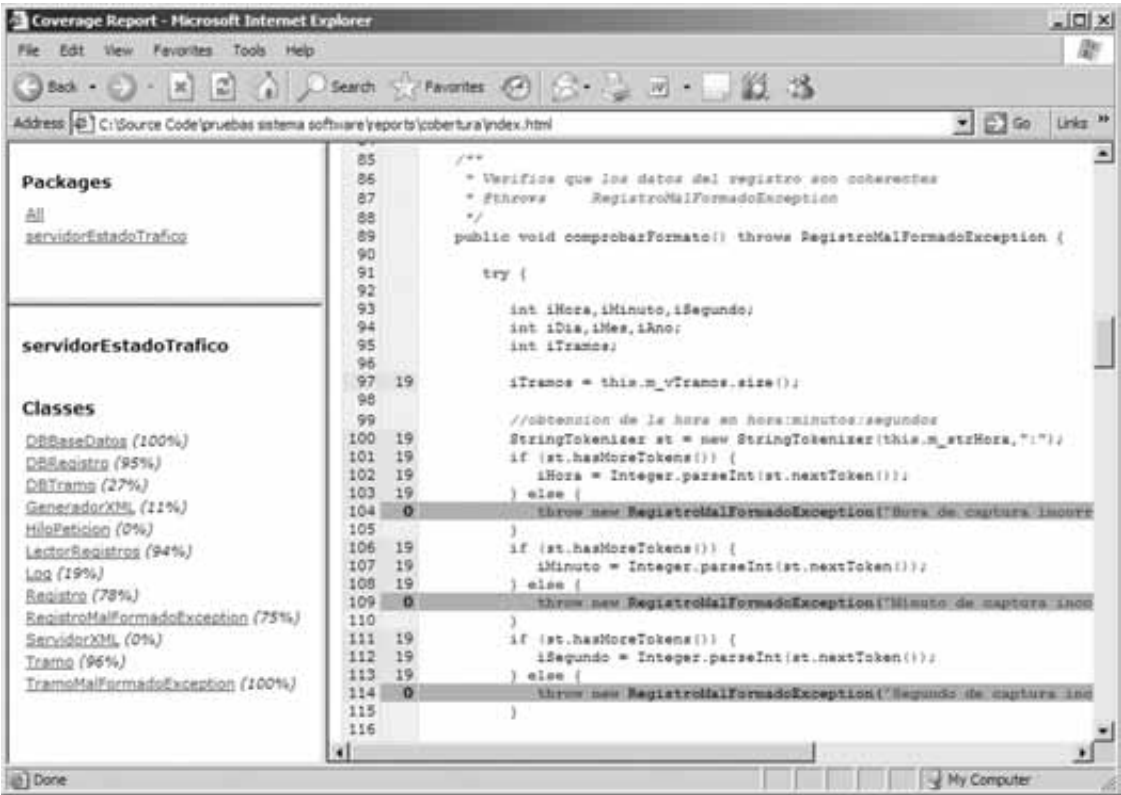 Coverage Report - Microsoft Internet Explorer
File Edit View Favorites Tools Help
Back Search Favorites
Address C:\Source Code\pruebas sistema software\reports\cobertura\index.html Go Links »
Packages
All
servidorEstadoTrafico
servidorEstadoTrafico
Classes
DBBaseDatos (100%)
DBRegistro (95%)
DBTramo (27%)
GeneradorXML (11%)
HiloPeticion (0%)
LectorRegistros (94%)
Log (19%)
Registro (78%)
RegistroMalFormadoException (75%)
ServidorXML (0%)
Tramo (96%)
TramoMalFormadoException (100%)
85 /**
86 * Verifica que los datos del registro son coherentes
87 * @throws RegistroMalFormadoException
88 */
89 public void comprobarFormato() throws RegistroMalFormadoException {
90
91 try {
92
93 int iHora,iMinuto,iSegundo;
94 int iDia,iMes,iAno;
95 int iTramos;
96
97 19 iTramos = this.m_vTramos.size();
98
99 //obtencion de la hora en hora:minutos:segundos
100 19 StringTokenizer st = new StringTokenizer(this.m_strHora,":");
101 19 if (st.hasMoreTokens()) {
102 19 iHora = Integer.parseInt(st.nextToken());
103 19 } else {
104 0 throw new RegistroMalFormadoException("Hora de captura incorr
105 }
106 19 if (st.hasMoreTokens()) {
107 19 iMinuto = Integer.parseInt(st.nextToken());
108 19 } else {
109 0 throw new RegistroMalFormadoException("Minuto de captura inco
110 }
111 19 if (st.hasMoreTokens()) {
112 19 iSegundo = Integer.parseInt(st.nextToken());
113 19 } else {
114 0 throw new RegistroMalFormadoException("Segundo de captura inc
115 }
116
Done My Computer